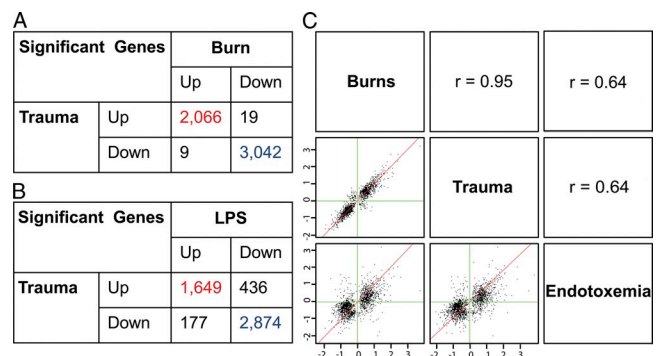 A
Significant Genes Burn
Up Down
Trauma Up 2,066 19
Down 9 3,042
B
Significant Genes LPS
Up Down
Trauma Up 1,649 436
Down 177 2,874
C
Burns r = 0.95 r = 0.64
3
2
1
0
-1
-2
Trauma r = 0.64
3
2
1
0
-1
-2
Endotoxemia
-2 -1 0 1 2 3
-2 -1 0 1 2 3